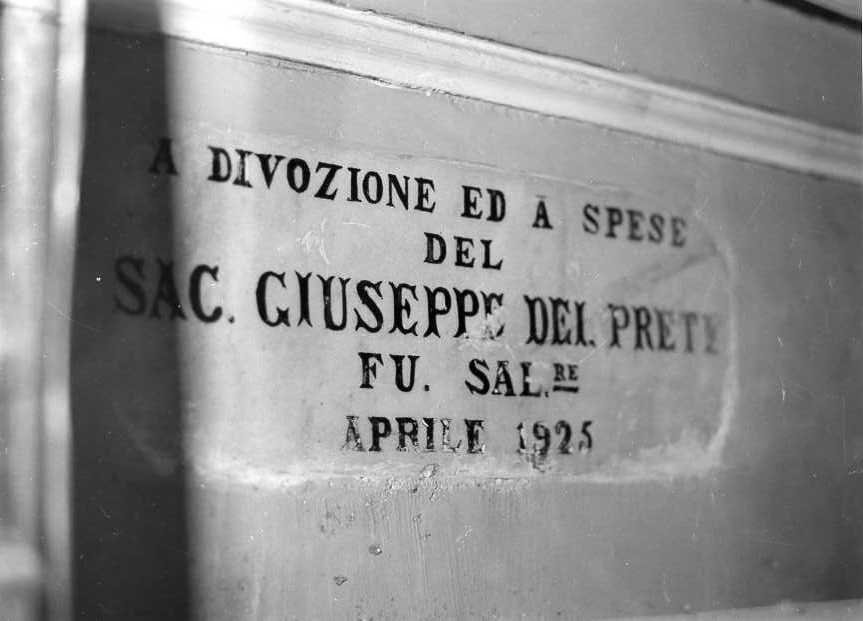 A DIVOZIONE ED A SPESE
DEL
SAC. GIUSEPPE DEL PRETE
FU. SAL.RE
APRILE 1925